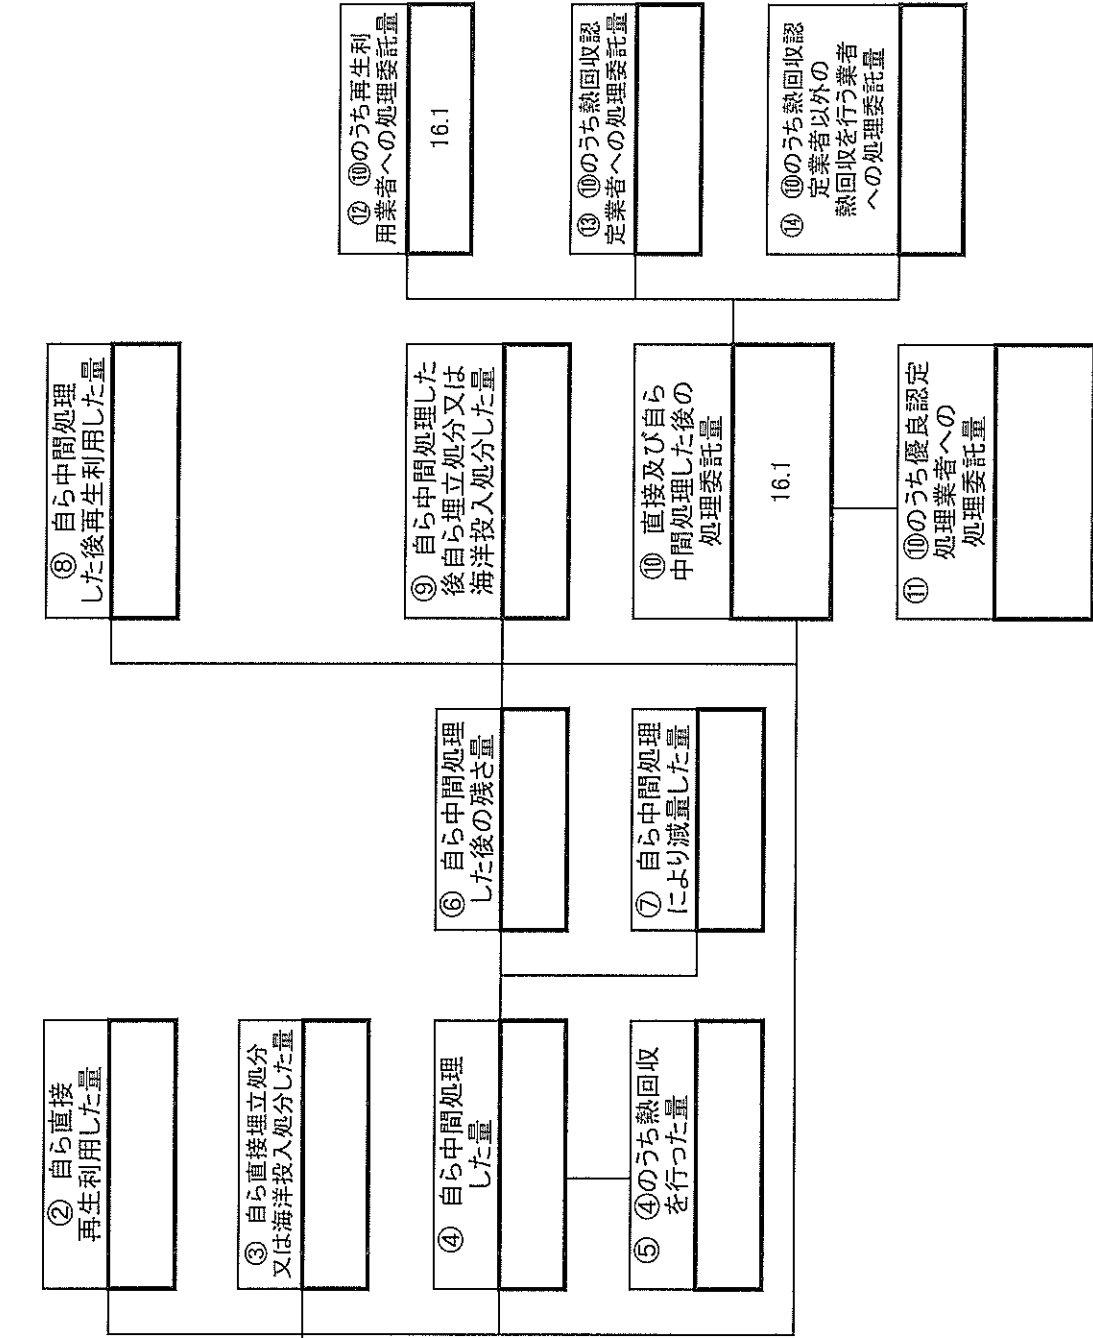 ② 自ら直接
再生利用した量
③ 自ら直接埋立処分
又は海洋投入処分した量
④ 自ら中間処理
した量
⑤ ④のうち熱回収
を行った量
⑥ 自ら中間処理
した後の残さ量
⑦ 自ら中間処理
により減量した量
⑧ 自ら中間処理
した後再生利用した量
⑨ 自ら中間処理した
後自ら埋立処分又は
海洋投入処分した量
⑩ 直接及び自ら
中間処理した後の
処理委託量
16.1
⑪ ⑩のうち優良認定
処理業者への
処理委託量
⑫ ⑩のうち再生利
用業者への処理委託量
16.1
⑬ ⑩のうち熱回収認
定業者への処理委託量
⑭ ⑩のうち熱回収認
定業者以外の
熱回収を行う業者
への処理委託量